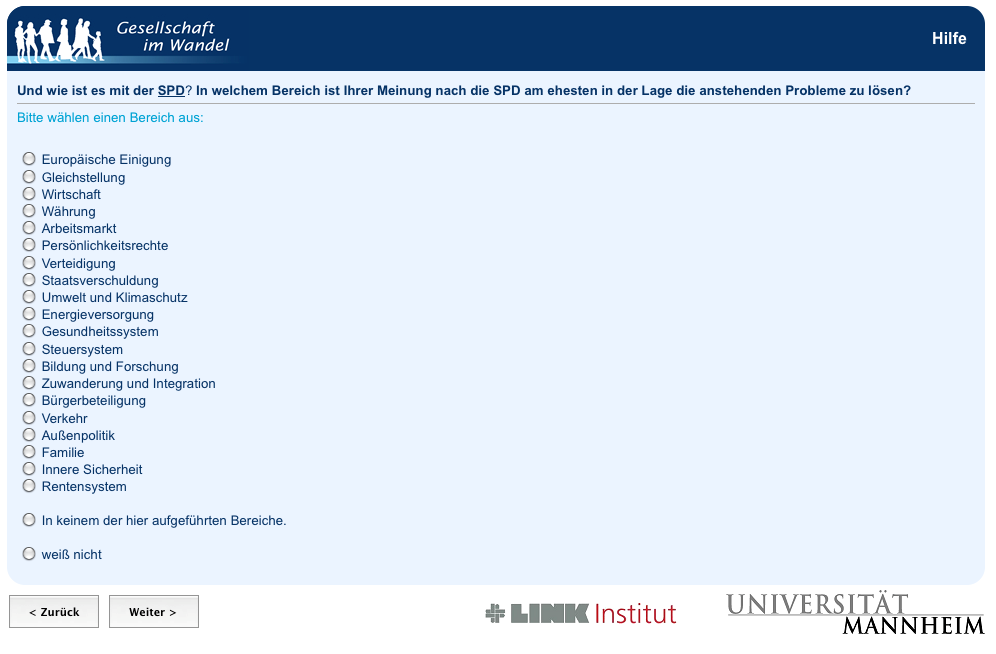 Gesellschaft
im Wandel
Hilfe
Und wie ist es mit der SPD? In welchem Bereich ist Ihrer Meinung nach die SPD am ehesten in der Lage die anstehenden Probleme zu lösen?
Bitte wählen einen Bereich aus:
Europäische Einigung
Gleichstellung
Wirtschaft
Währung
Arbeitsmarkt
Persönlichkeitsrechte
Verteidigung
Staatsverschuldung
Umwelt und Klimaschutz
Energieversorgung
Gesundheitssystem
Steuersystem
Bildung und Forschung
Zuwanderung und Integration
Bürgerbeteiligung
Verkehr
Außenpolitik
Familie
Innere Sicherheit
Rentensystem
In keinem der hier aufgeführten Bereiche.
weiß nicht
< Zurück
Weiter >
LINK Institut
UNIVERSITÄT
MANNHEIM